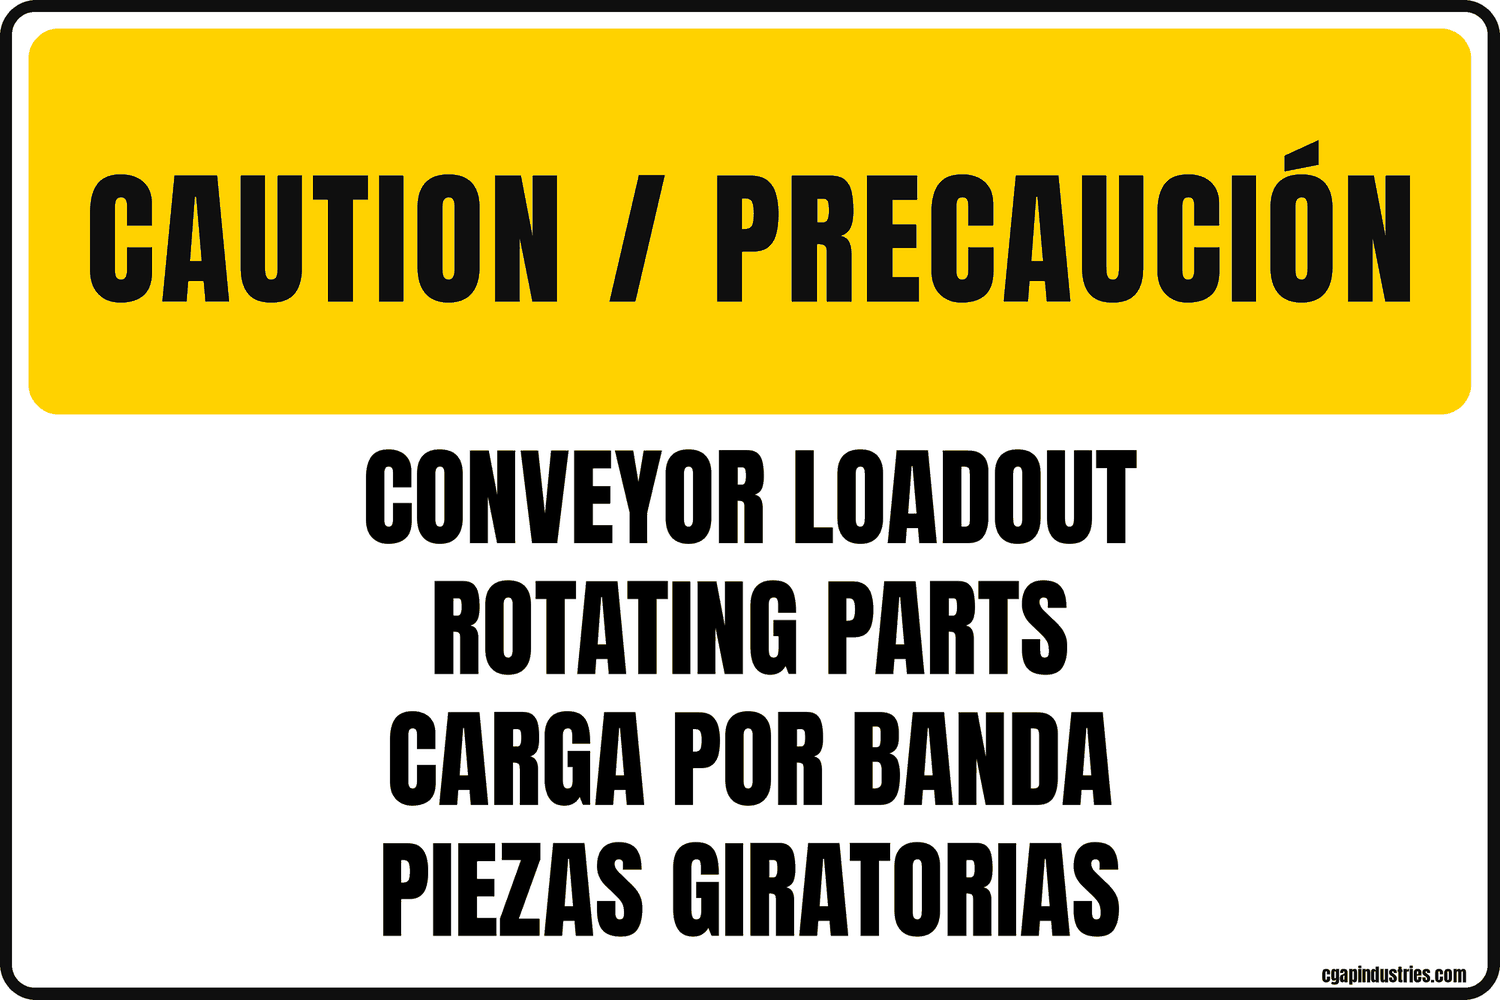 CAUTION / PRECAUCIÓN
CONVEYOR LOADOUT
ROTATING PARTS
CARGA POR BANDA
PIEZAS GIRATORIAS
cgapindustries.com